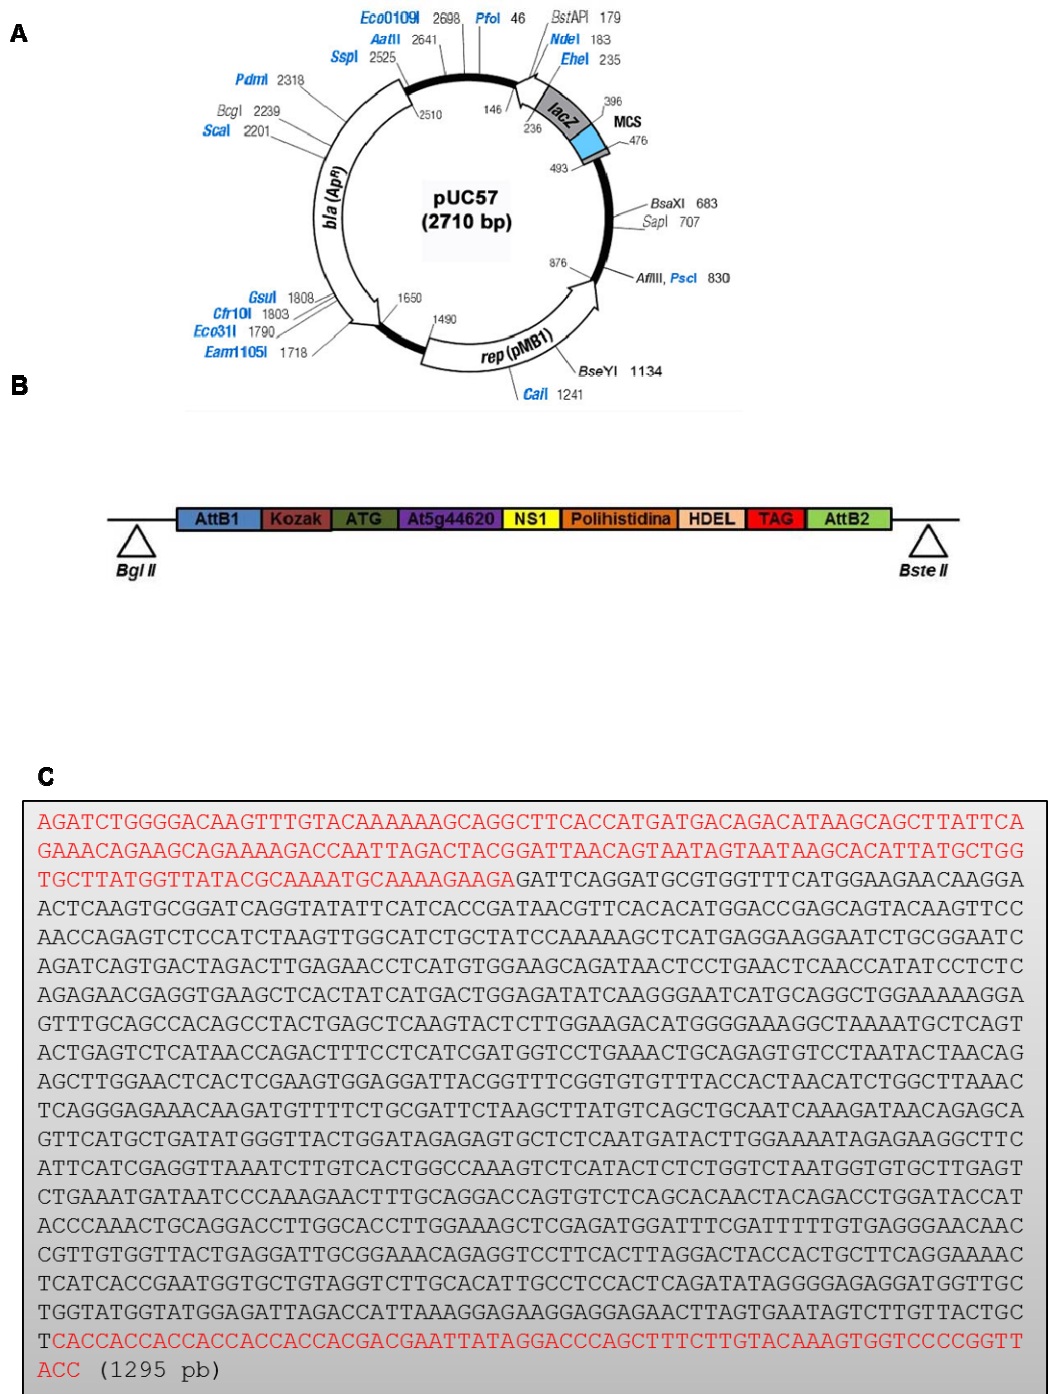 A
Eco0109I 2698
PfoI 46
BstAPI 179
AatII 2641
NdeI 183
SspI 2525
EheI 235
PdmI 2318
BcgI 2239
ScaI 2201
2510
146
236
lacZ
396
MCS
476
493
bla (ApR)
pUC57
(2710 bp)
BsaXI 683
SapI 707
AflIII, PscI 830
876
GsuI 1808
Cfr10I 1803
Eco31I 1790
Eam1105I 1718
1650
1490
rep (pMB1)
BseYI 1134
CaiI 1241
B
AttB1 Kozak ATG At5g44620 NS1 Polihistidina HDEL TAG AttB2
Bgl II
Bste II
C
AGATCTGGGGACAAGTTTGTACAAAAAAGCAGGCTTCACCATGATGACAGACATAAGCAGCTTATTCA
GAAACAGAAGCAGAAAAGACCAATTAGACTACGGATTAACAGTAATAGTAATAAGCACATTATGCTGG
TGCTTATGGTTATACGCAAAATGCAAAAGAAGAGATTCAGGATGCGTGGTTTCATGGAAGAACAAGGA
ACTCAAGTGCGGATCAGGTATATTCATCACCGATAACGTTCACACATGGACCGAGCAGTACAAGTTCC
AACCAGAGTCTCCATCTAAGTTGGCATCTGCTATCCAAAAAGCTCATGAGGAAGGAATCTGCGGAATC
AGATCAGTGACTAGACTTGAGAACCTCATGTGGAAGCAGATAACTCCTGAACTCAACCATATCCTCTC
AGAGAACGAGGTGAAGCTCACTATCATGACTGGAGATATCAAGGGAATCATGCAGGCTGGAAAAAGGA
GTTTGCAGCCACAGCCTACTGAGCTCAAGTACTCTTGGAAGACATGGGGAAAGGCTAAAATGCTCAGT
ACTGAGTCTCATAACCAGACTTTCCTCATCGATGGTCCTGAAACTGCAGAGTGTCCTAATACTAACAG
AGCTTGGAACTCACTCGAAGTGGAGGATTACGGTTTCGGTGTGTTTACCACTAACATCTGGCTTAAAC
TCAGGGAGAAACAAGATGTTTTCTGCGATTCTAAGCTTATGTCAGCTGCAATCAAAGATAACAGAGCA
GTTCATGCTGATATGGGTTACTGGATAGAGAGTGCTCTCAATGATACTTGGAAAATAGAGAAGGCTTC
ATTCATCGAGGTTAAATCTTGTCACTGGCCAAAGTCTCATACTCTCTGGTCTAATGGTGTGCTTGAGT
CTGAAATGATAATCCCAAAGAACTTTGCAGGACCAGTGTCTCAGCACAACTACAGACCTGGATACCAT
ACCCAAACTGCAGGACCTTGGCACCTTGGAAAGCTCGAGATGGATTTCGATTTTTGTGAGGGAACAAC
CGTTGTGGTTACTGAGGATTGCGGAAACAGAGGTCCTTCACTTAGGACTACCACTGCTTCAGGAAAAC
TCATCACCGAATGGTGCTGTAGGTCTTGCACATTGCCTCCACTCAGATATAGGGGAGAGGATGGTTGC
TGGTATGGTATGGAGATTAGACCATTAAAGGAGAAGGAGGAGAACTTAGTGAATAGTCTTGTTACTGC
TCACCACCACCACCACCACCACGACGAATTATAGGACCCAGCTTTCTTGTACAAAGTGGTCCCCGGTT
ACC (1295 pb)